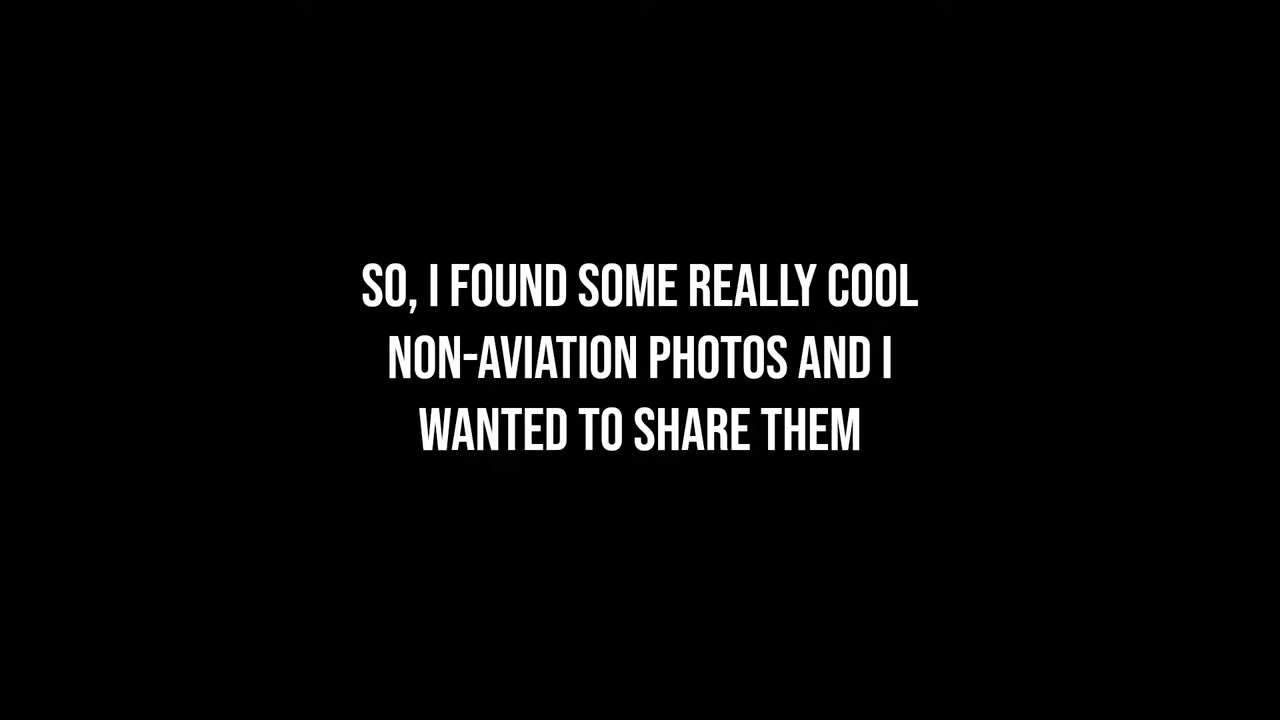 SO, I FOUND SOME REALLY COOL
NON-AVIATION PHOTOS AND I
WANTED TO SHARE THEM